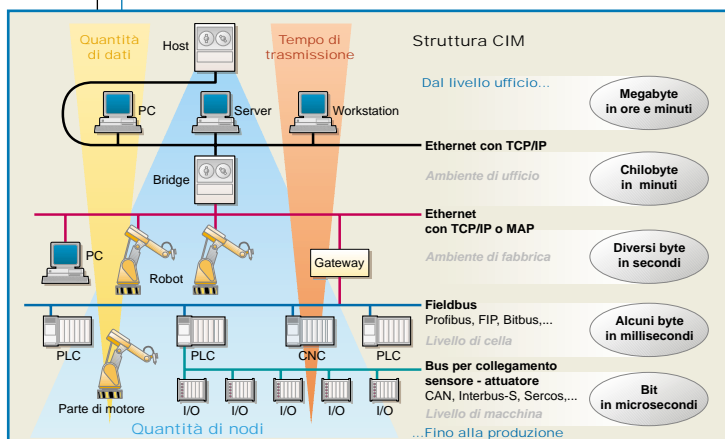 Quantità
di dati
Host
Tempo di
trasmissione
Struttura CIM
Dal livello ufficio...
Megabyte
in ore e minuti
PC
Server
Workstation
Ethernet con TCP/IP
Bridge
Ambiente di ufficio
Chilobyte
in minuti
Ethernet
con TCP/IP o MAP
PC
Robot
Gateway
Ambiente di fabbrica
Diversi byte
in secondi
Fieldbus
Profibus, FIP, Bitbus,...
Livello di cella
Alcuni byte
in millisecondi
PLC
PLC
CNC
PLC
Bus per collegamento
sensore - attuatore
CAN, Interbus-S, Sercos,...
Livello di macchina
Bit
in microsecondi
Parte di motore
I/O
I/O
I/O
I/O
I/O
Quantità di nodi
...Fino alla produzione